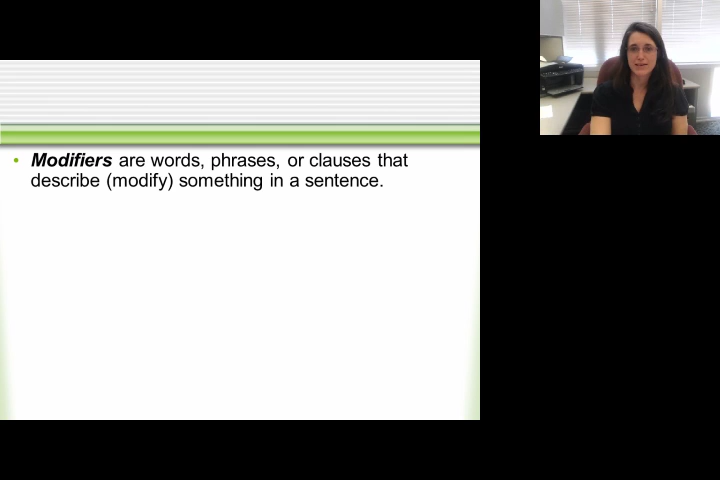 • Modifiers are words, phrases, or clauses that
describe (modify) something in a sentence.